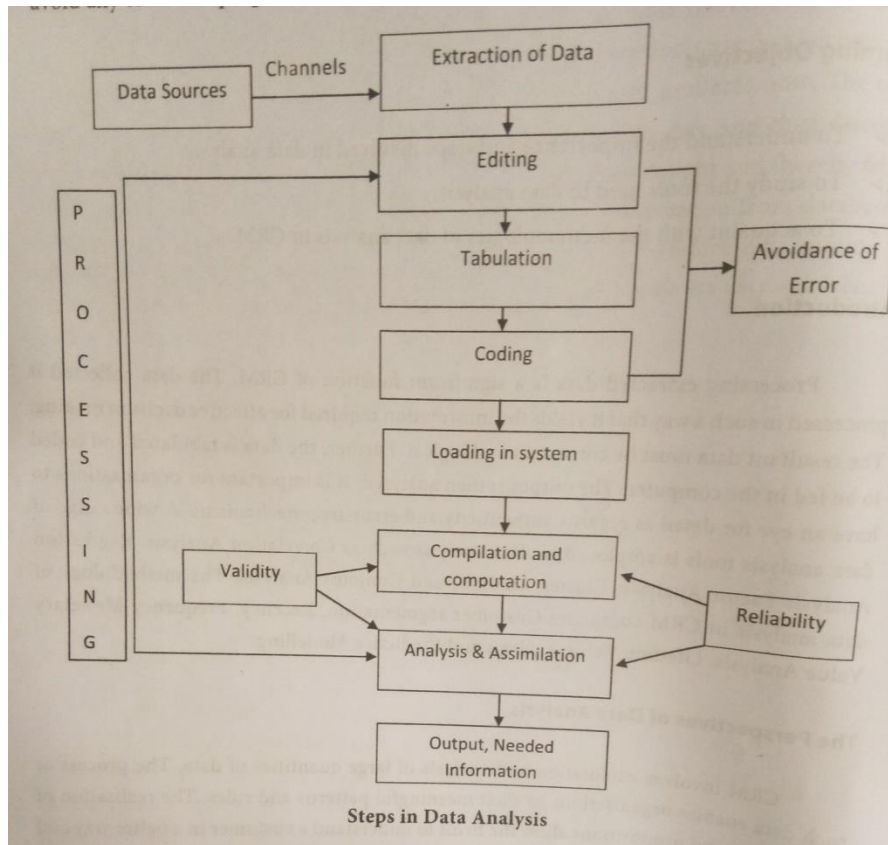 Extraction of Data
Channels
Data Sources
Editing
PROCESSING
Tabulation
Avoidance of
Error
Coding
Loading in system
Compilation and
computation
Validity
Reliability
Analysis & Assimilation
Output, Needed
Information
Steps in Data Analysis